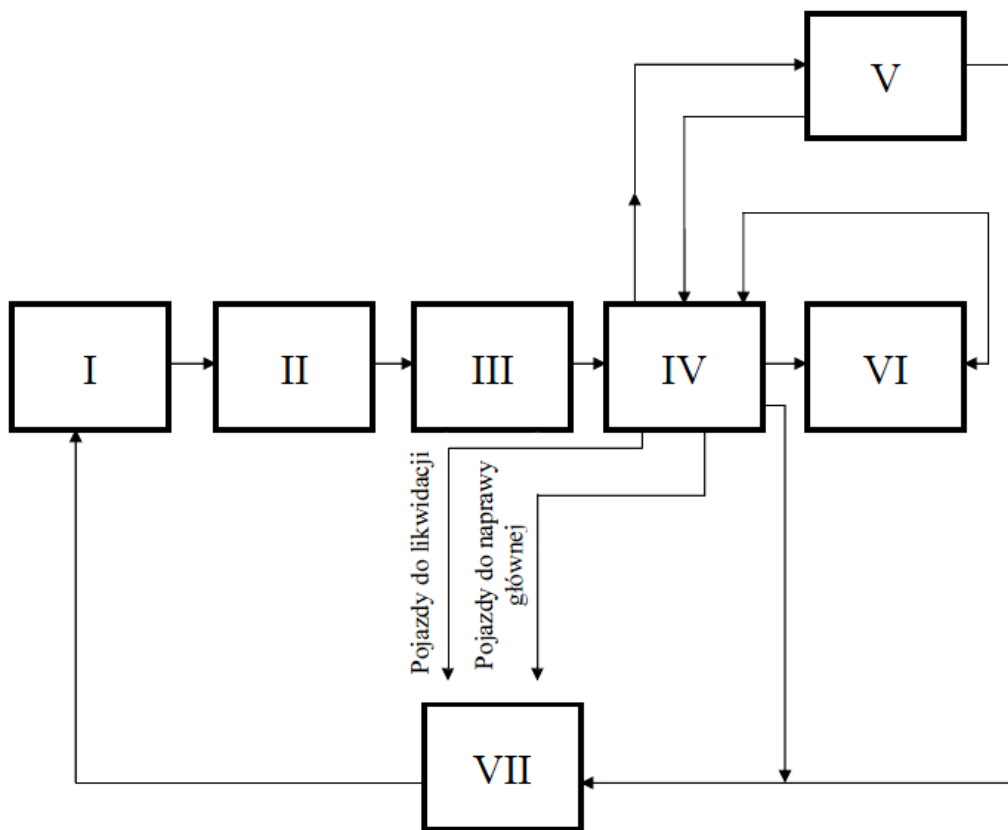 V
I
II
III
IV
VI
Pojazdy do likwidacji
Pojazdy do naprawy
głównej
VII